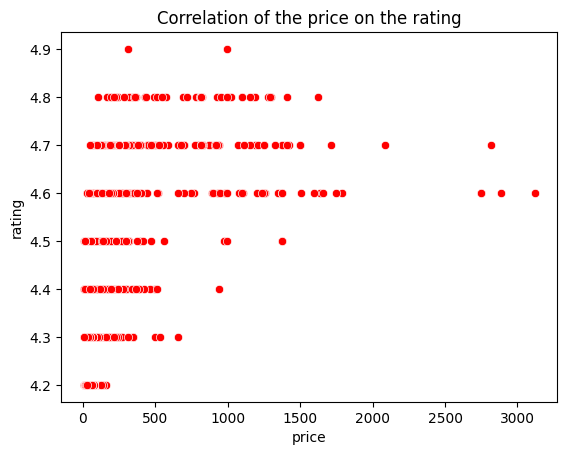 Correlation of the price on the rating
4.9
4.8
4.7
4.6
4.5
4.4
4.3
4.2
rating
0 500 1000 1500 2000 2500 3000
price